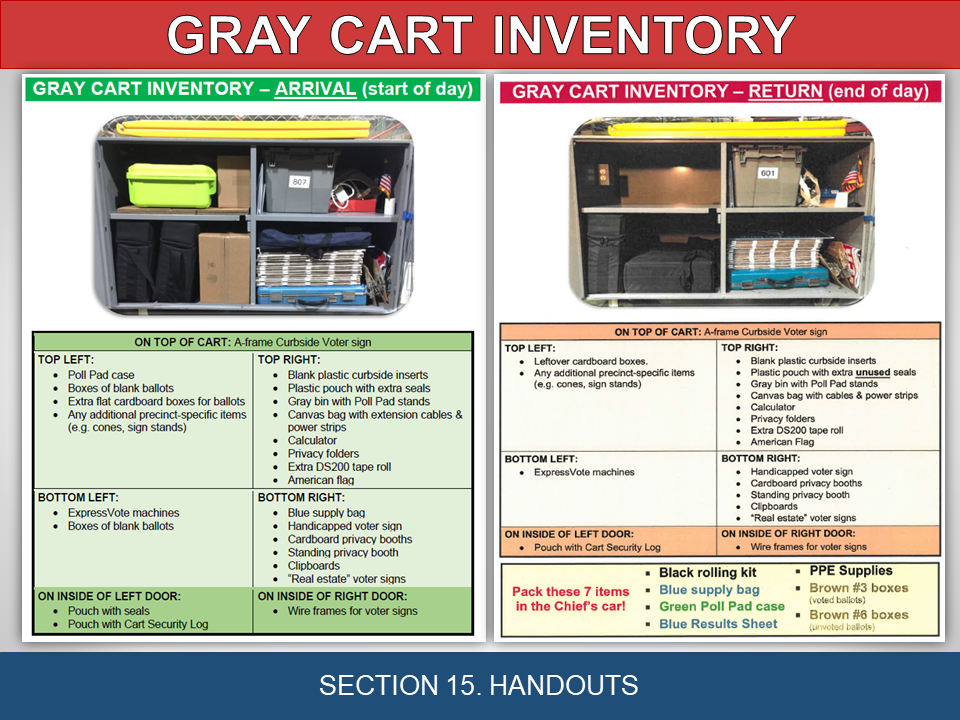 GRAY CART INVENTORY
GRAY CART INVENTORY – ARRIVAL (start of day)
807
ON TOP OF CART: A-frame Curbside Voter sign
TOP LEFT:
• Poll Pad case
• Boxes of blank ballots
• Extra flat cardboard boxes for ballots
• Any additional precinct-specific items
(e.g. cones, sign stands)
TOP RIGHT:
• Blank plastic curbside inserts
• Plastic pouch with extra seals
• Gray bin with Poll Pad stands
• Canvas bag with extension cables &
power strips
• Calculator
• Privacy folders
• Extra DS200 tape roll
• American flag
BOTTOM LEFT:
• ExpressVote machines
• Boxes of blank ballots
BOTTOM RIGHT:
• Blue supply bag
• Handicapped voter sign
• Cardboard privacy booths
• Standing privacy booth
• Clipboards
• “Real estate” voter signs
ON INSIDE OF LEFT DOOR:
• Pouch with seals
• Pouch with Cart Security Log
ON INSIDE OF RIGHT DOOR:
• Wire frames for voter signs
GRAY CART INVENTORY – RETURN (end of day)
601
ON TOP OF CART: A-frame Curbside Voter sign
TOP LEFT:
• Leftover cardboard boxes.
• Any additional precinct-specific items
(e.g. cones, sign stands)
TOP RIGHT:
• Blank plastic curbside inserts
• Plastic pouch with extra unused seals
• Gray bin with Poll Pad stands
• Canvas bag with cables & power strips
• Calculator
• Privacy folders
• Extra DS200 tape roll
• American Flag
BOTTOM LEFT:
• ExpressVote machines
BOTTOM RIGHT:
• Handicapped voter sign
• Cardboard privacy booths
• Standing privacy booth
• Clipboards
• “Real estate” voter signs
ON INSIDE OF LEFT DOOR:
• Pouch with Cart Security Log
ON INSIDE OF RIGHT DOOR:
• Wire frames for voter signs
Pack these 7 items
in the Chief's car!
▪ Black rolling kit
▪ Blue supply bag
▪ Green Poll Pad case
▪ Blue Results Sheet
▪ PPE Supplies
▪ Brown #3 boxes
(voted ballots)
▪ Brown #6 boxes
(unvoted ballots)
SECTION 15. HANDOUTS